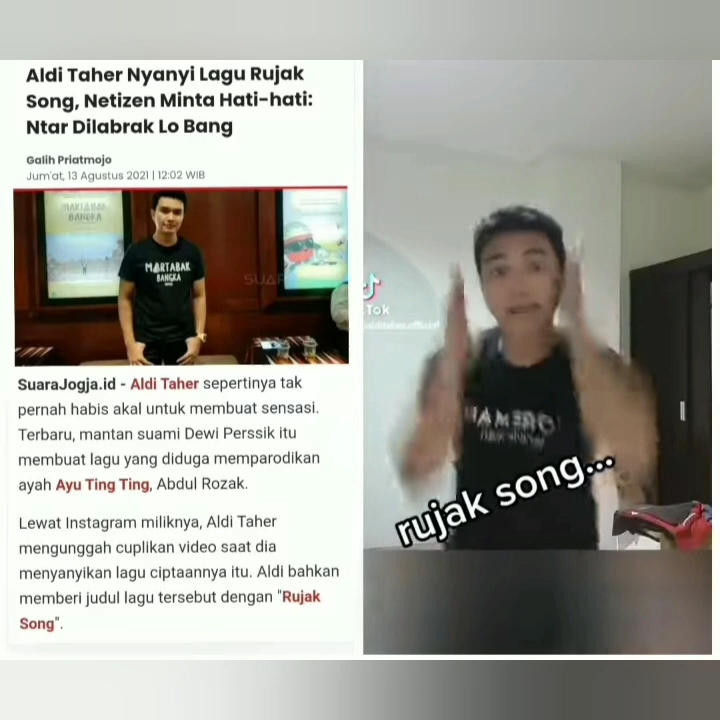 Aldi Taher Nyanyi Lagu Rujak
Song, Netizen Minta Hati-hati:
Ntar Dilabrak Lo Bang
Galih Priatmojo
Jum'at, 13 Agustus 2021 | 12:02 WIB
MARTABAK
BANGKA
MARTABAK
BANGKA
SUAR
SuaraJogja.id - Aldi Taher sepertinya tak
pernah habis akal untuk membuat sensasi.
Terbaru, mantan suami Dewi Perssik itu
membuat lagu yang diduga memparodikan
ayah Ayu Ting Ting, Abdul Rozak.
Lewat Instagram miliknya, Aldi Taher
mengunggah cuplikan video saat dia
menyanyikan lagu ciptaannya itu. Aldi bahkan
memberi judul lagu tersebut dengan "Rujak
Song".
Tok
rujak song...